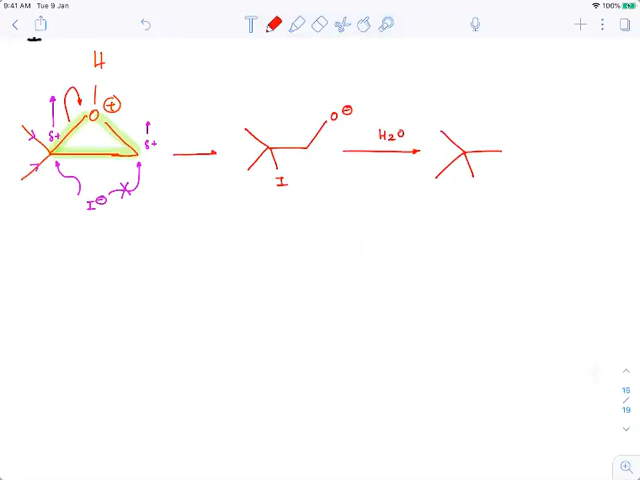 9:41 AM Tue 9 Jan
100%
H
O ⊕
δ+
δ+
I⊖
O⊖
I
H2O
T
15
/
19